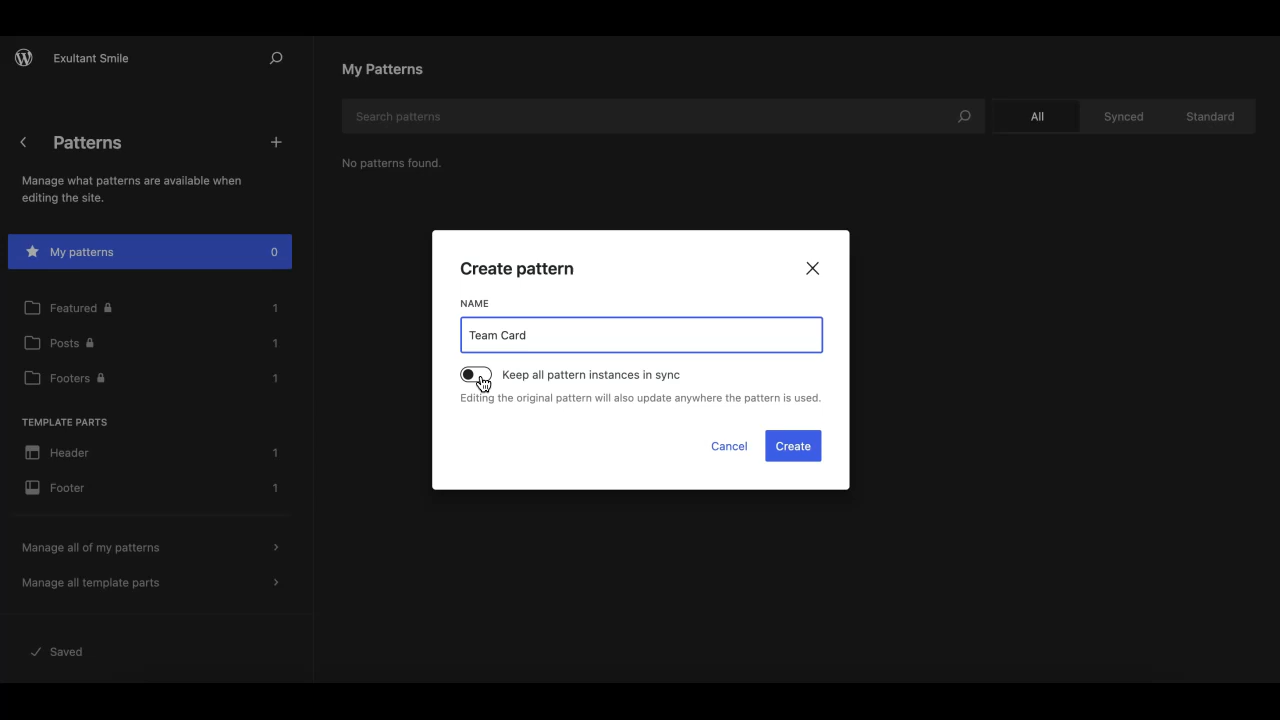 Exultant Smile
Patterns
Manage what patterns are available when
editing the site.
My patterns 0
Featured 1
Posts 1
Footers 1
TEMPLATE PARTS
Header 1
Footer 1
Manage all of my patterns
Manage all template parts
Saved
My Patterns
Search patterns
All Synced Standard
No patterns found.
Create pattern
NAME
Team Card
Keep all pattern instances in sync
Editing the original pattern will also update anywhere the pattern is used.
Cancel Create